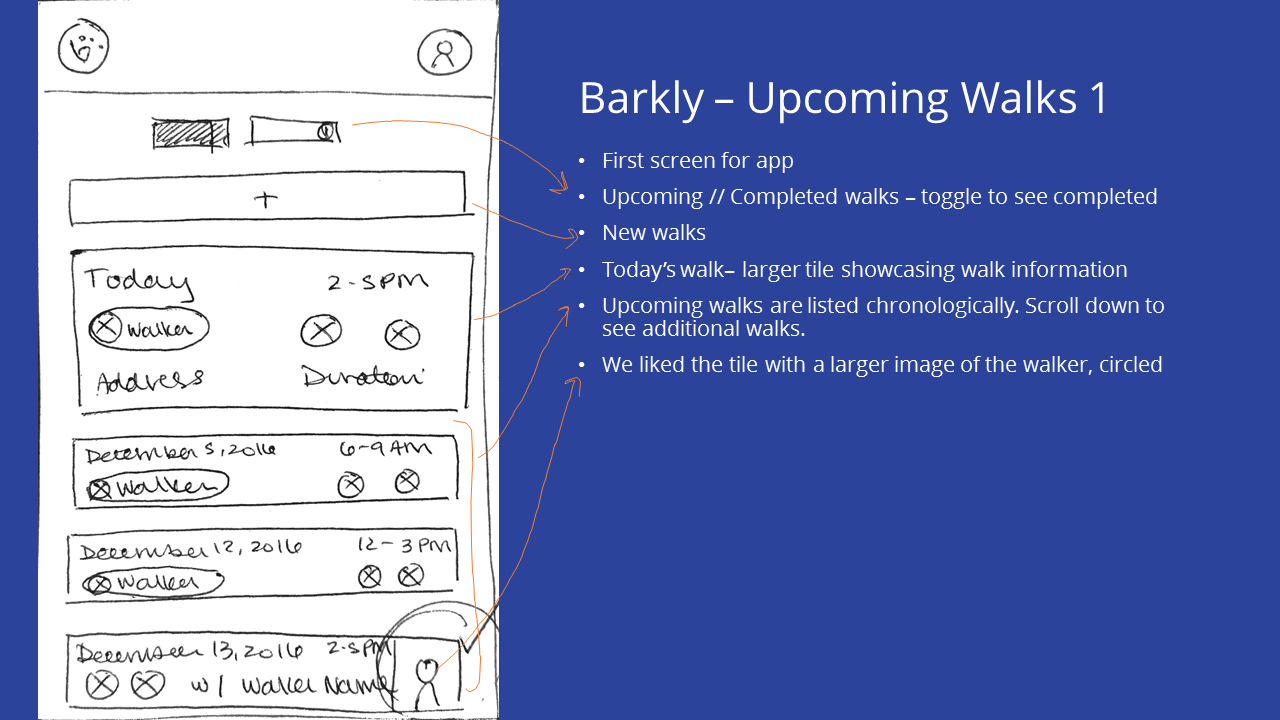 +
Today 2-5PM
Walker
Address Duration
December 5, 2016 6-9 AM
Walker
December 12, 2016 12-3PM
Walker
December 13, 2016 2-5PM
w/ Walker Name
Barkly – Upcoming Walks 1
• First screen for app
• Upcoming // Completed walks – toggle to see completed
• New walks
• Today’s walk– larger tile showcasing walk information
• Upcoming walks are listed chronologically. Scroll down to
see additional walks.
• We liked the tile with a larger image of the walker, circled